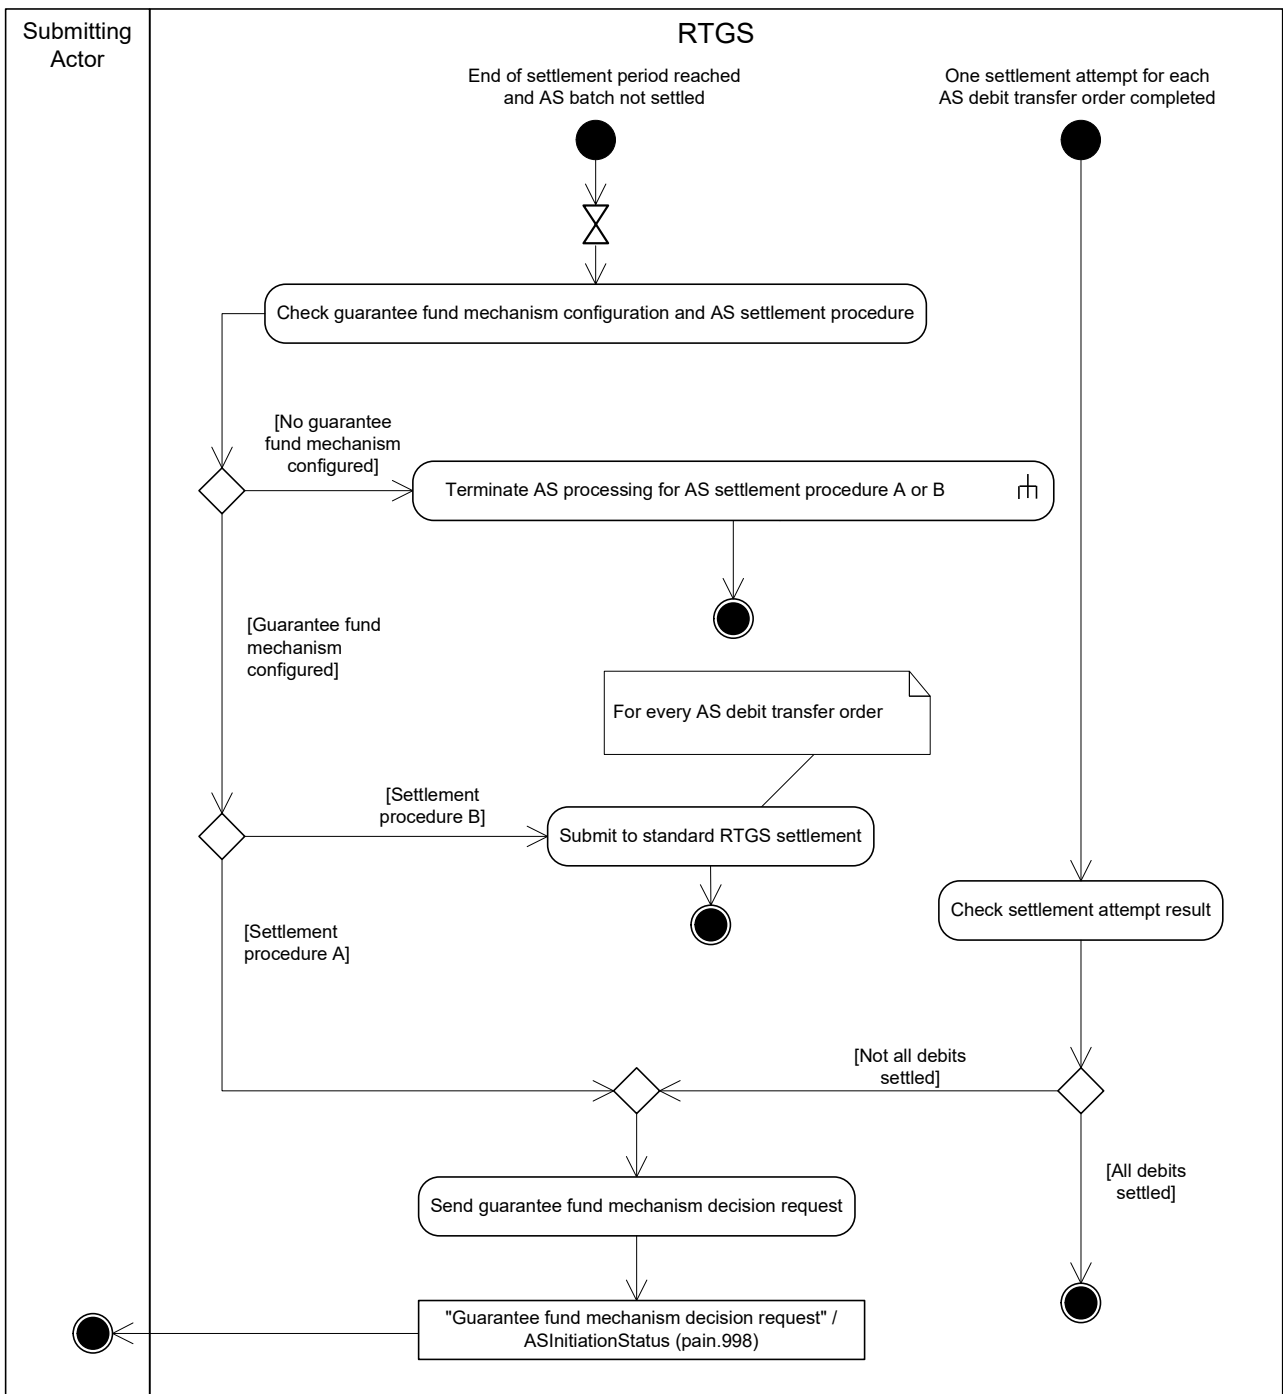 Submitting
Actor
RTGS
End of settlement period reached
and AS batch not settled
One settlement attempt for each
AS debit transfer order completed
Check guarantee fund mechanism configuration and AS settlement procedure
[No guarantee
fund mechanism
configured]
Terminate AS processing for AS settlement procedure A or B
[Guarantee fund
mechanism
configured]
For every AS debit transfer order
[Settlement
procedure B]
Submit to standard RTGS settlement
Check settlement attempt result
[Settlement
procedure A]
[Not all debits
settled]
[All debits
settled]
Send guarantee fund mechanism decision request
"Guarantee fund mechanism decision request" /
ASInitiationStatus (pain.998)